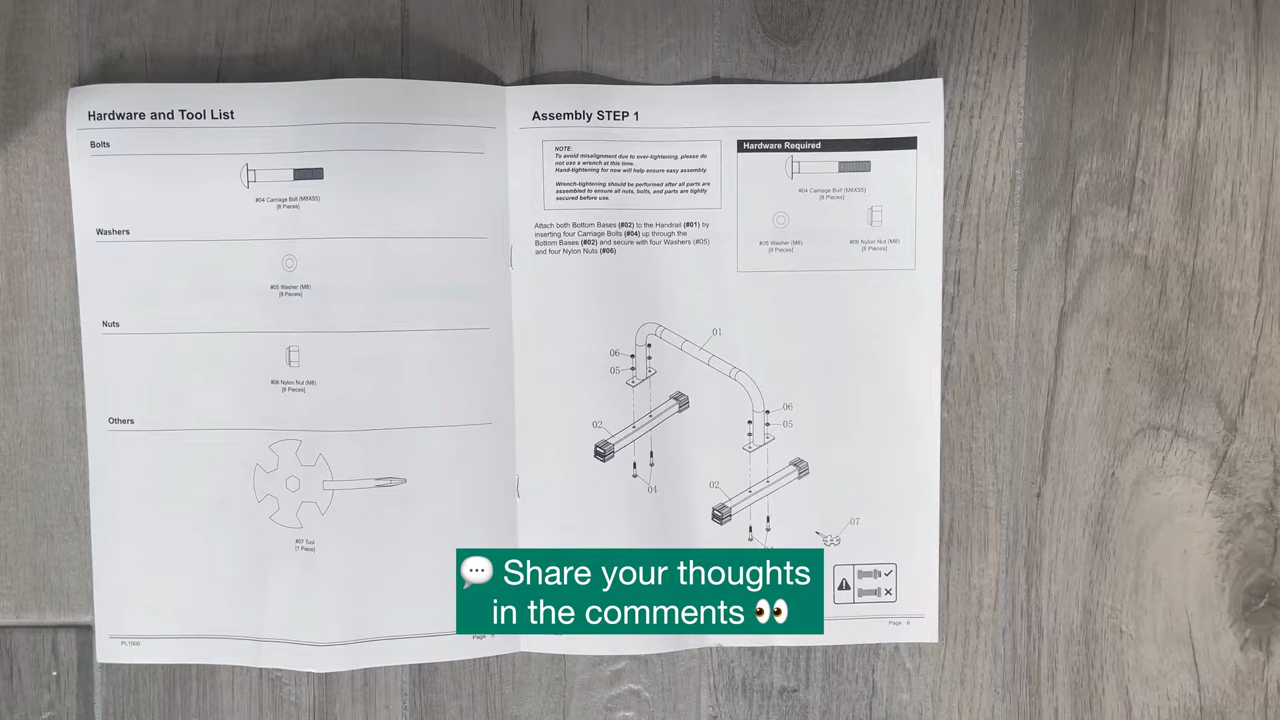 Hardware and Tool List
Bolts
#04 Carriage Bolt (M8X55)
[8 Pieces]
Washers
#05 Washer (M8)
[8 Pieces]
Nuts
#06 Nylon Nut (M8)
[8 Pieces]
Others
#07 Tool
[1 Piece]
PL1000
Page
Assembly STEP 1
NOTE:
To avoid misalignment due to over-tightening, please do
not use a wrench at this time.
Hand-tightening for now will help ensure easy assembly.
Wrench-tightening should be performed after all parts are
assembled to ensure all nuts, bolts, and parts are tightly
secured before use.
Hardware Required
#04 Carriage Bolt (M8X55)
[8 Pieces]
#05 Washer (M8)
[8 Pieces]
#06 Nylon Nut (M8)
[8 Pieces]
Attach both Bottom Bases (#02) to the Handrail (#01) by
inserting four Carriage Bolts (#04) up through the
Bottom Bases (#02) and secure with four Washers (#05)
and four Nylon Nuts (#06).
01
06
05
06
05
02
04
02
07
Page 6
💬 Share your thoughts
in the comments 👀